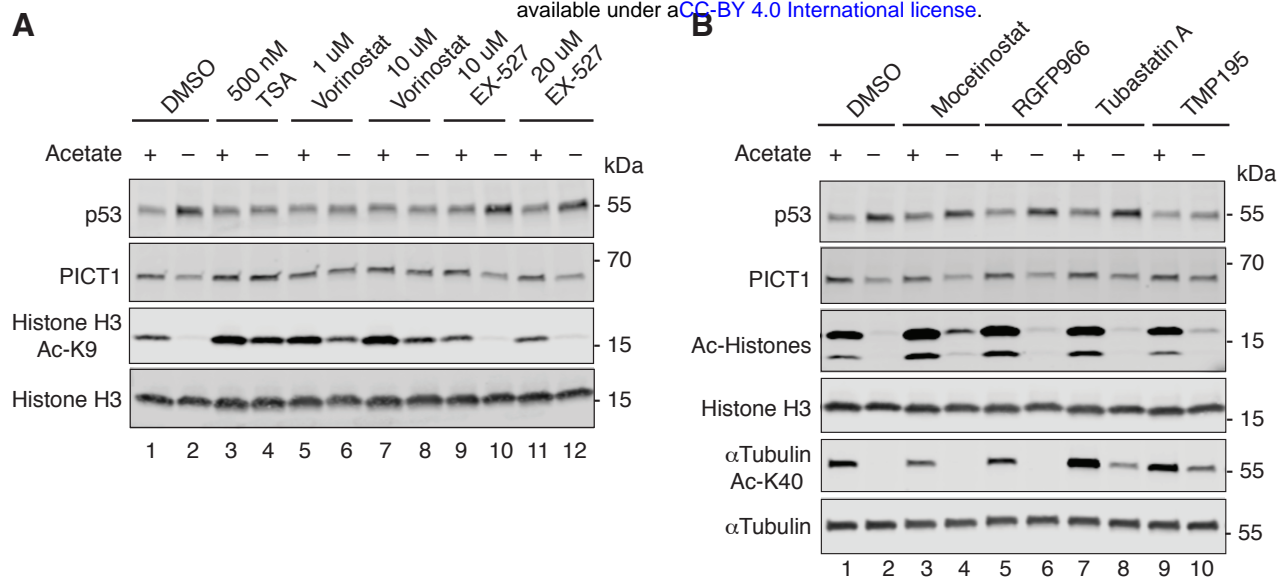 available under aCC-BY 4.0 International license.
A
DMSO
500 nM
TSA
1 uM
Vorinostat
10 uM
Vorinostat
10 uM
EX-527
20 uM
EX-527
Acetate + − + − + − + − + − + −
kDa
p53
55
PICT1
70
Histone H3
Ac-K9
15
Histone H3
15
1 2 3 4 5 6 7 8 9 10 11 12
B
DMSO
Mocetinostat
RGFP966
Tubastatin A
TMP195
Acetate + − + − + − + − + −
kDa
p53
55
PICT1
70
Ac-Histones
15
Histone H3
15
αTubulin
Ac-K40
55
αTubulin
55
1 2 3 4 5 6 7 8 9 10